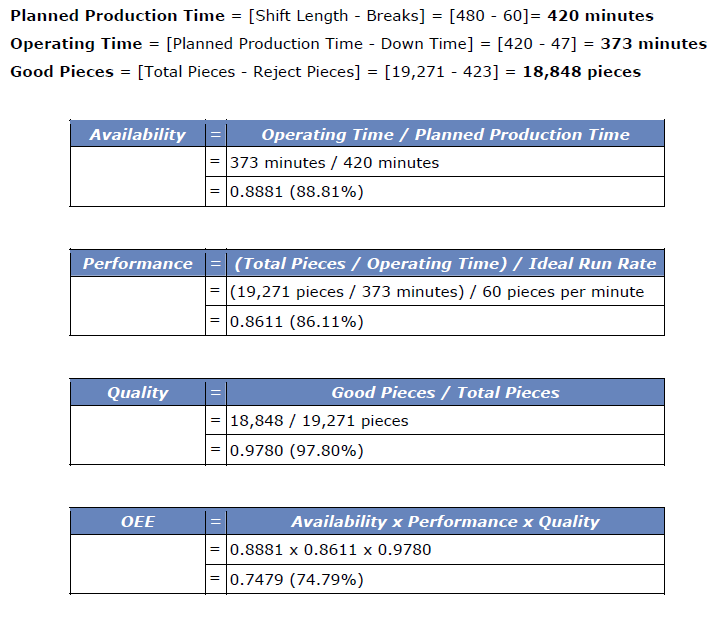 Planned Production Time = [Shift Length - Breaks] = [480 - 60]= 420 minutes
Operating Time = [Planned Production Time - Down Time] = [420 - 47] = 373 minutes
Good Pieces = [Total Pieces - Reject Pieces] = [19,271 - 423] = 18,848 pieces
Availability = Operating Time / Planned Production Time
= 373 minutes / 420 minutes
= 0.8881 (88.81%)
Performance = (Total Pieces / Operating Time) / Ideal Run Rate
= (19,271 pieces / 373 minutes) / 60 pieces per minute
= 0.8611 (86.11%)
Quality = Good Pieces / Total Pieces
= 18,848 / 19,271 pieces
= 0.9780 (97.80%)
OEE = Availability x Performance x Quality
= 0.8881 x 0.8611 x 0.9780
= 0.7479 (74.79%)